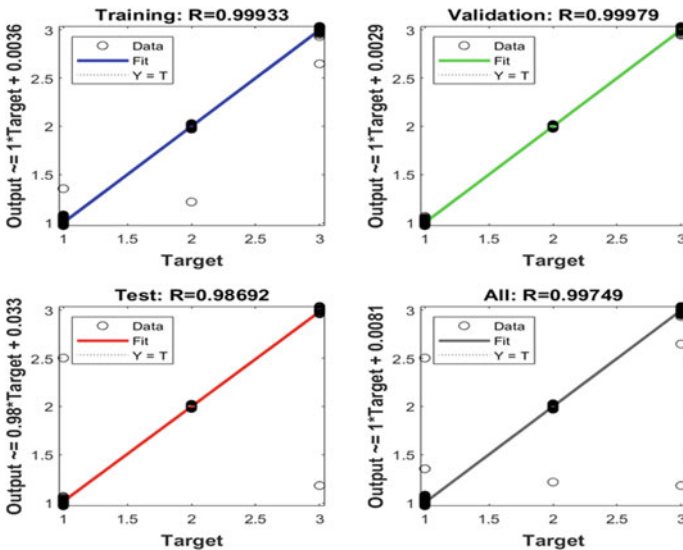 Training: R=0.99933
Output ~= 1*Target + 0.0036
3
2.5
2
1.5
1
Data
Fit
Y = T
1 1.5 2 2.5 3
Target
Validation: R=0.99979
Output ~= 1*Target + 0.0029
3
2.5
2
1.5
1
Data
Fit
Y = T
1 1.5 2 2.5 3
Target
Test: R=0.98692
Output ~= 0.98*Target + 0.033
3
2.5
2
1.5
1
Data
Fit
Y = T
1 1.5 2 2.5 3
Target
All: R=0.99749
Output ~= 1*Target + 0.0081
3
2.5
2
1.5
1
Data
Fit
Y = T
1 1.5 2 2.5 3
Target